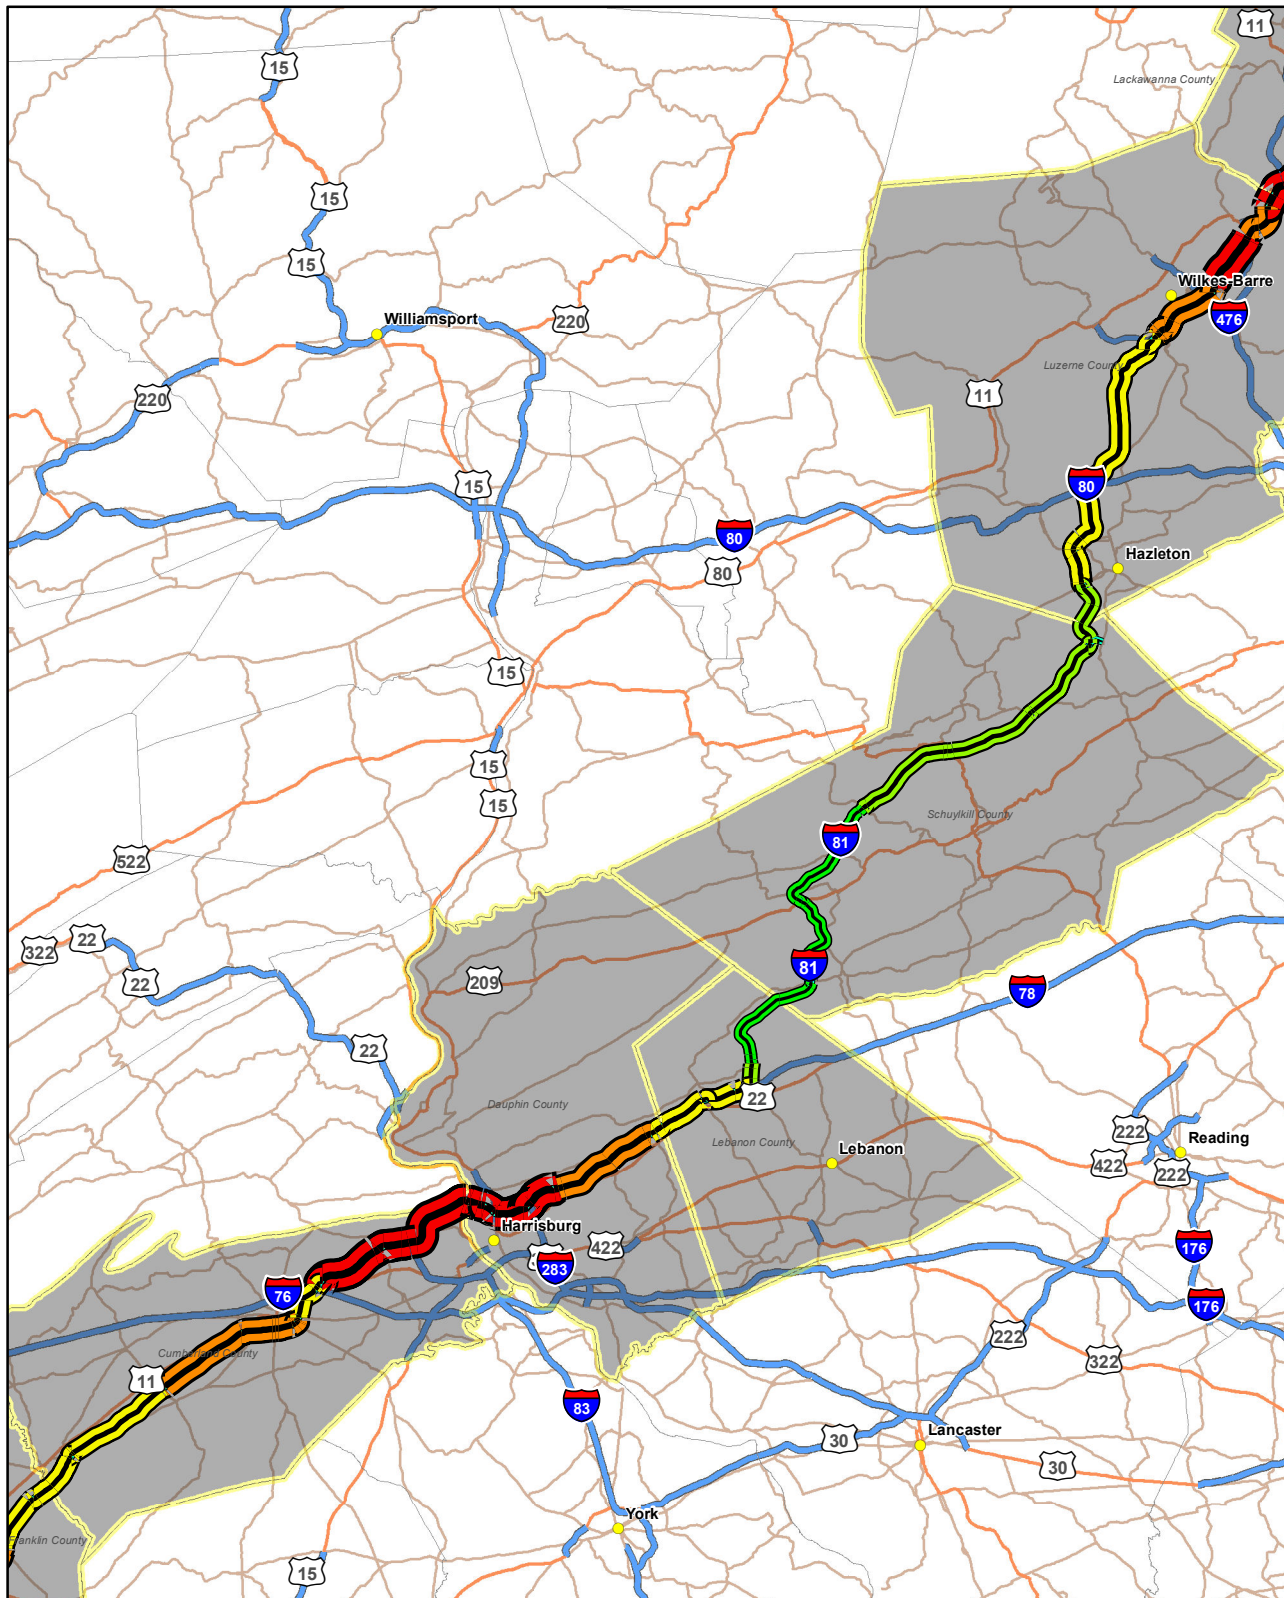 11
15
Lackawanna County
15
15
Wilkes-Barre
476
Williamsport
220
Luzerne County
220
11
15
80
80
80
Hazleton
15
15
15
Schuylkill County
81
522
22
322
22
81
209
78
22
22
Dauphin County
222
Lebanon County
Lebanon
Reading
422
222
Harrisburg
422
283
176
76
176
222
Cumberland County
322
11
83
30
Lancaster
30
York
Franklin County
15